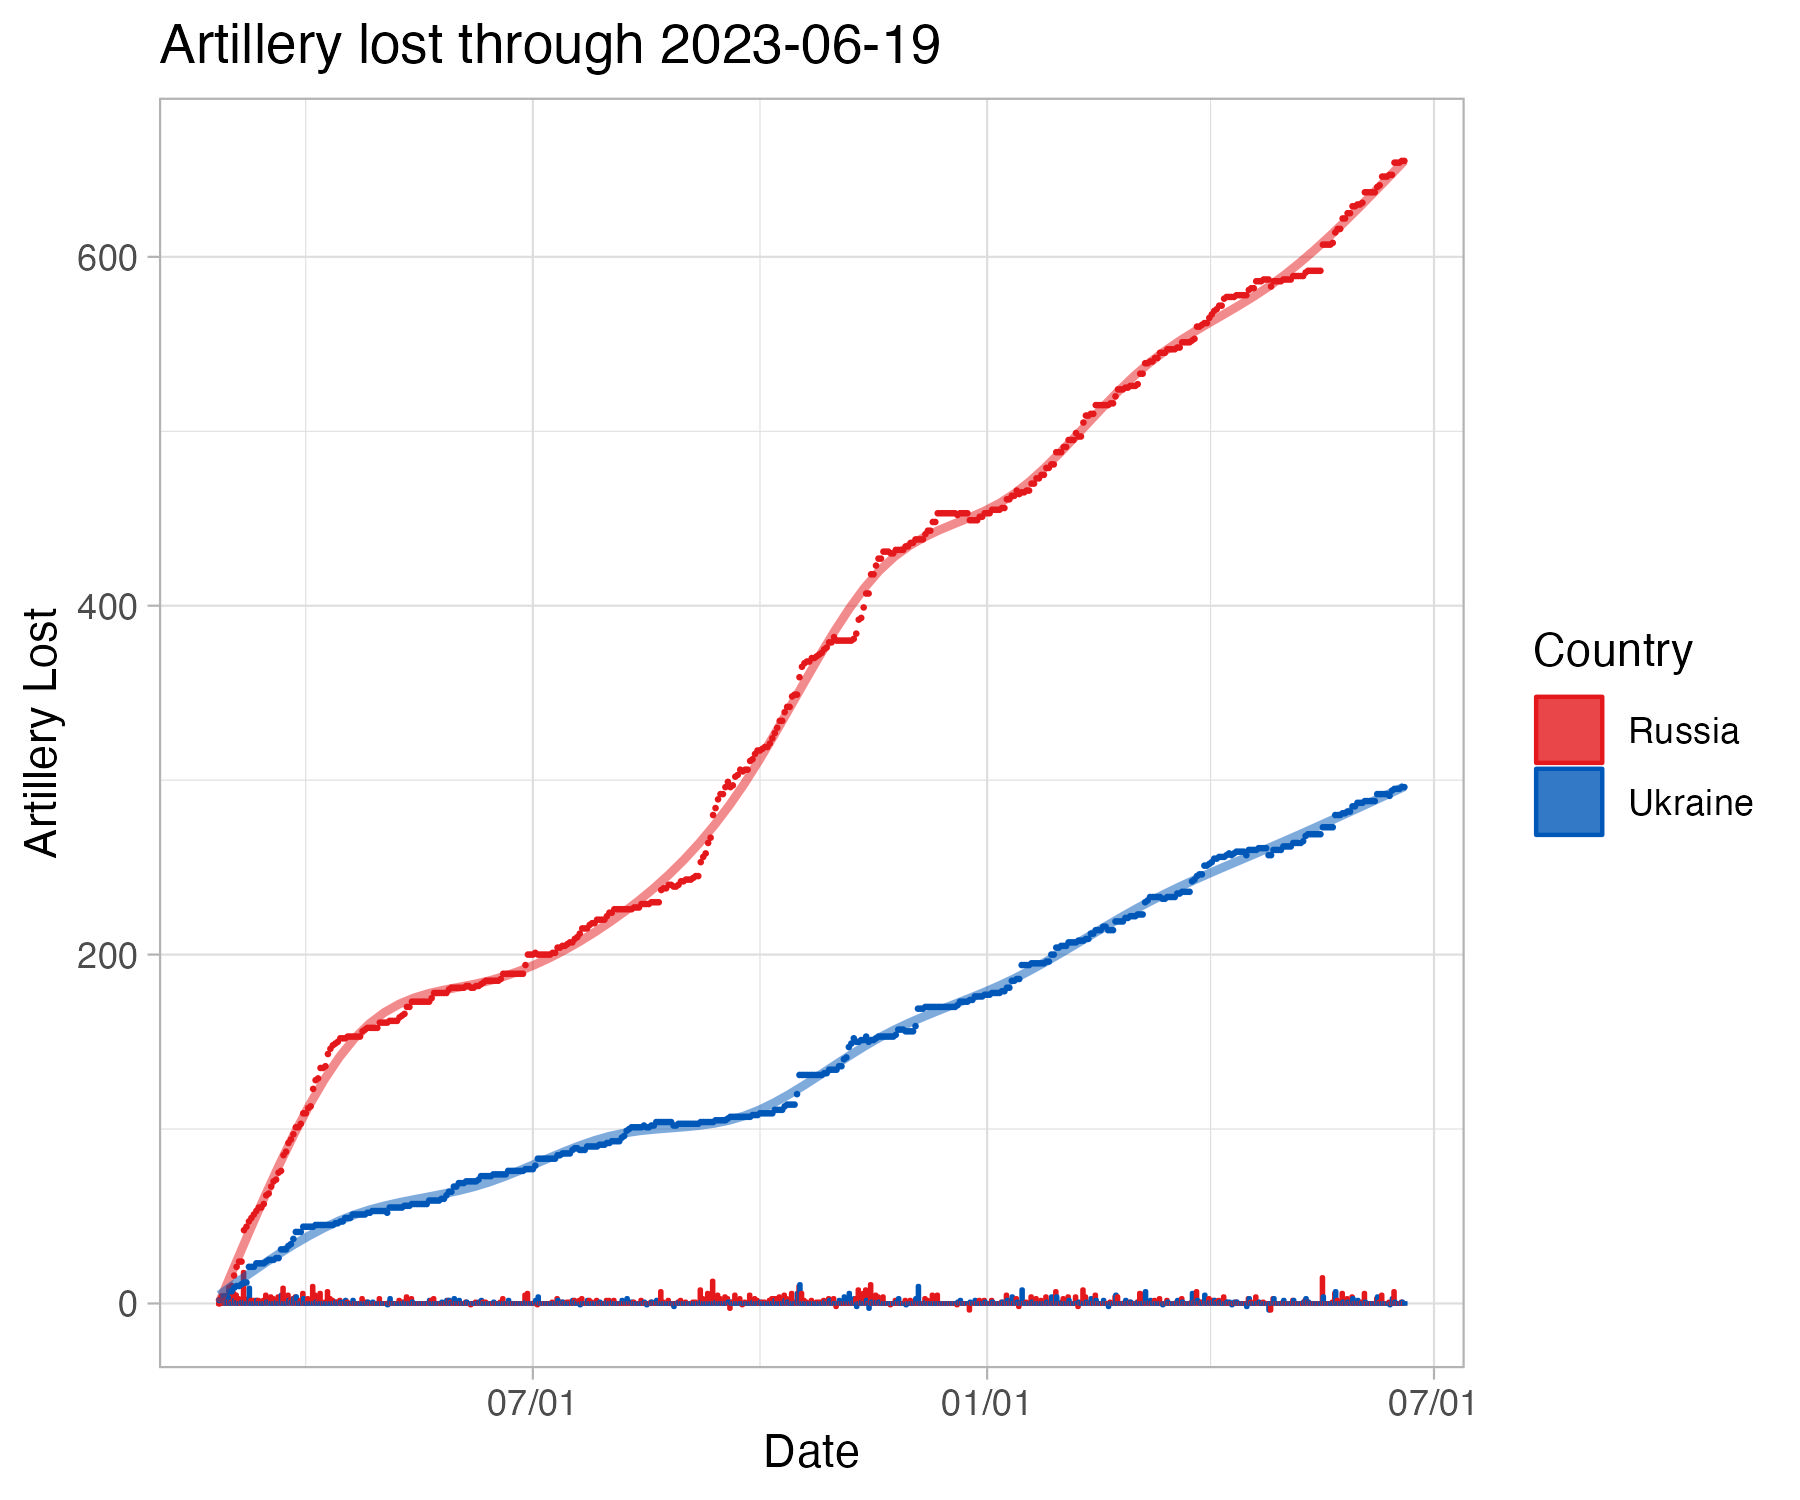 Artillery lost through 2023-06-19
Artillery Lost
600
400
200
0
07/01
01/01
07/01
Date
Country
Russia
Ukraine